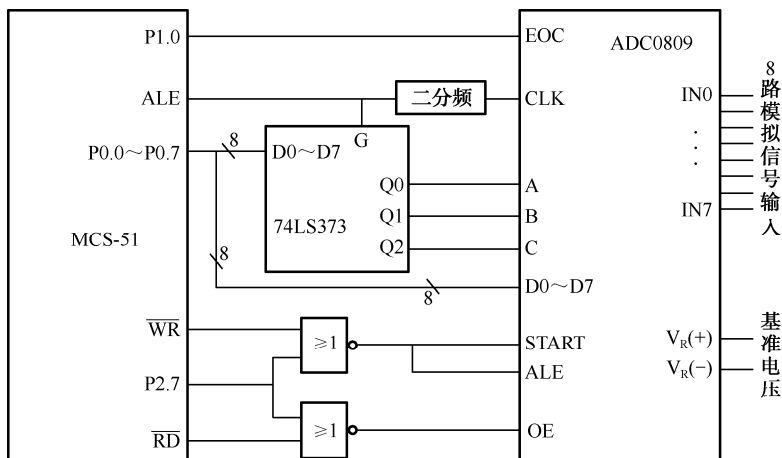 P1.0
EOC
ADC0809
ALE
二分频
CLK
IN0
8路模拟信号输入
G
P0.0～P0.7
8
D0～D7
Q0
A
Q1
B
IN7
MCS-51
74LS373
Q2
C
8
8
D0～D7
WR
≥1
START
VR(+)
基准电压
P2.7
ALE
VR(−)
RD
≥1
OE